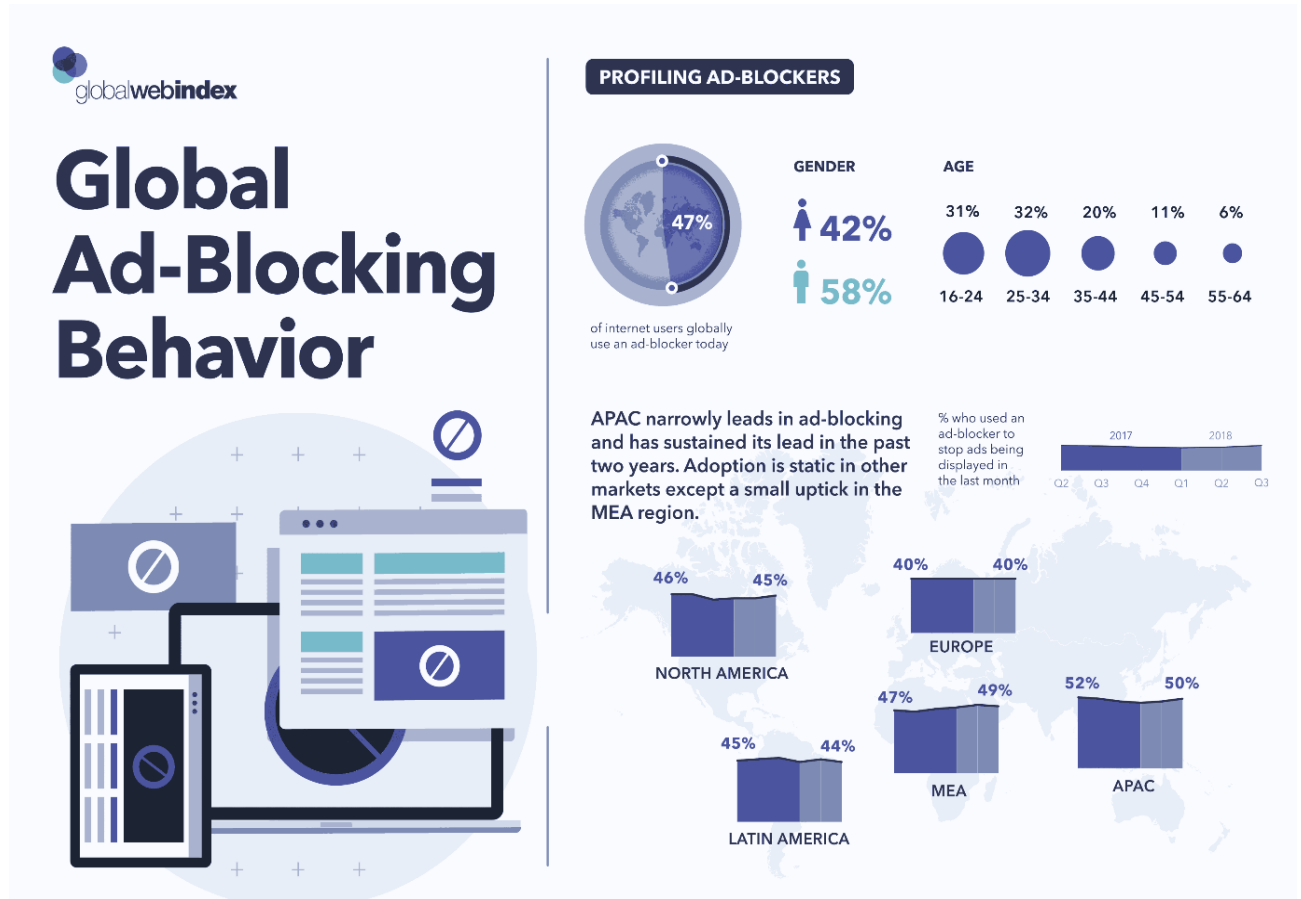 globalwebindex
Global
Ad-Blocking
Behavior
PROFILING AD-BLOCKERS
47%
of internet users globally
use an ad-blocker today
GENDER
42%
58%
AGE
31% 32% 20% 11% 6%
16-24 25-34 35-44 45-54 55-64
APAC narrowly leads in ad-blocking
and has sustained its lead in the past
two years. Adoption is static in other
markets except a small uptick in the
MEA region.
% who used an
ad-blocker to
stop ads being
displayed in
the last month
2017 2018
Q2 Q3 Q4 Q1 Q2 Q3
46% 45%
NORTH AMERICA
40% 40%
EUROPE
45% 44%
LATIN AMERICA
47% 49%
MEA
52% 50%
APAC